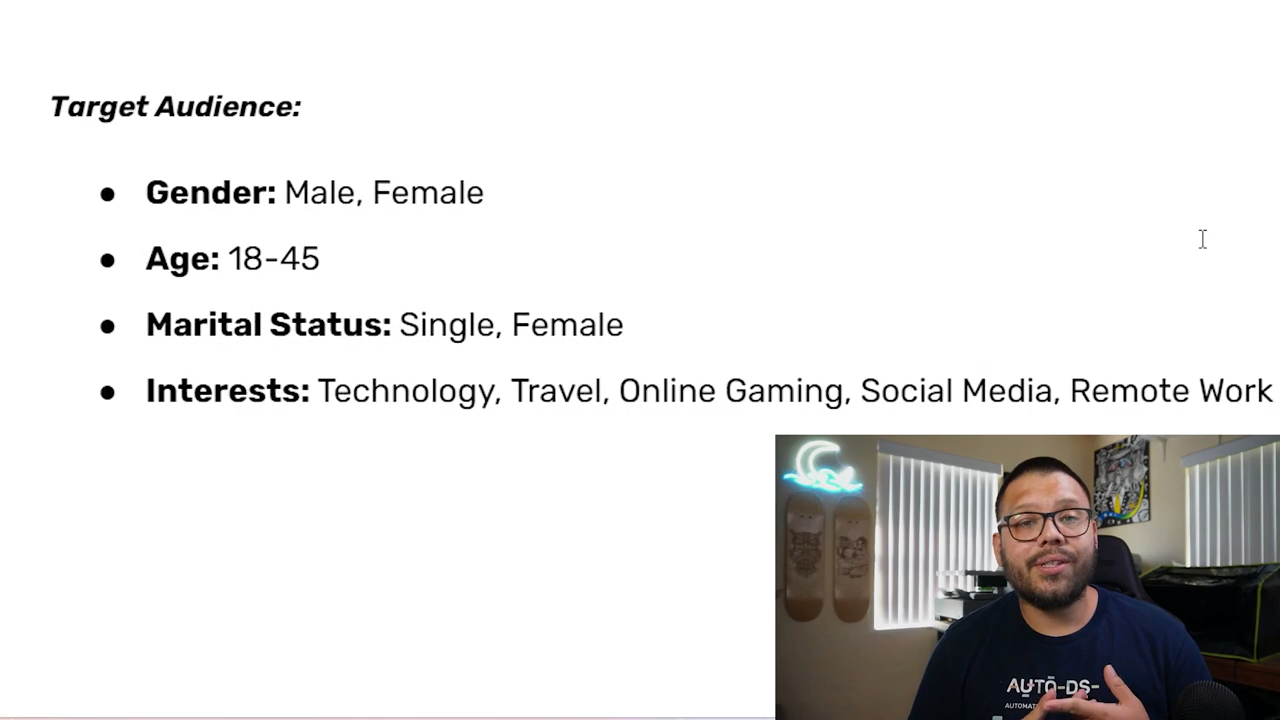 Target Audience:
● Gender: Male, Female
● Age: 18-45
● Marital Status: Single, Female
● Interests: Technology, Travel, Online Gaming, Social Media, Remote Work
AUTO-DS-